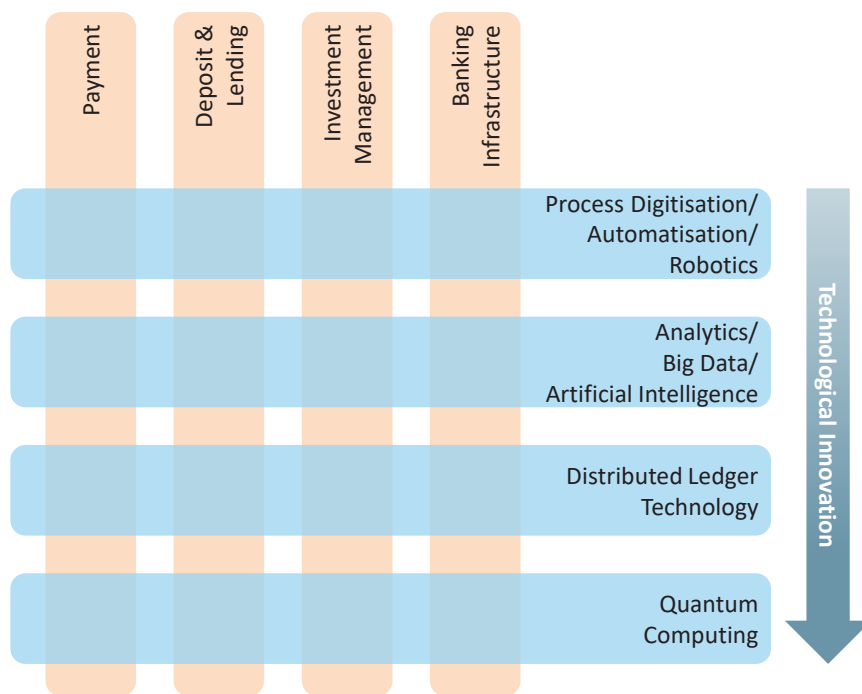 Payment
Deposit &
Lending
Investment
Management
Banking
Infrastructure
Process Digitisation/
Automatisation/
Robotics
Analytics/
Big Data/
Artificial Intelligence
Distributed Ledger
Technology
Quantum
Computing
Technological Innovation